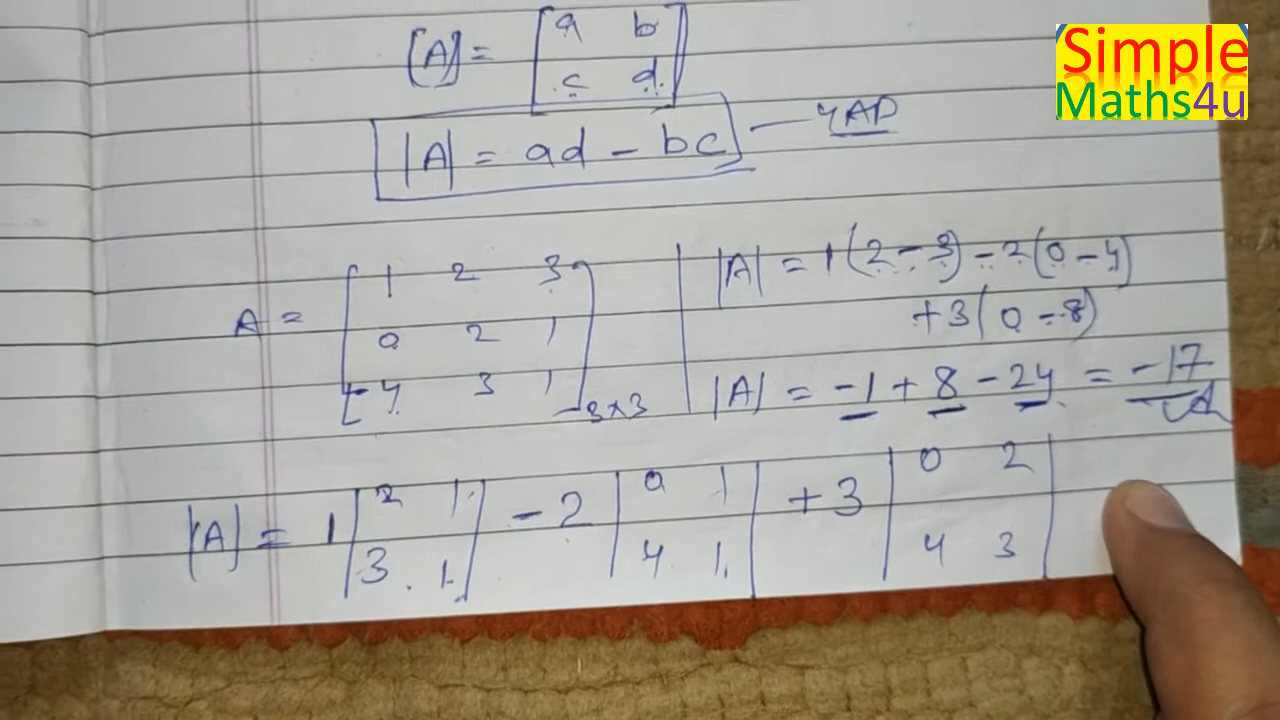 Simple
Maths4u
[A] = [a b
c d]
|A| = ad - bc
A = [1 2 3
0 2 1
4 3 1] 3×3
|A| = 1(2 - 3) - 2(0 - 4)
+3(0 - 8)
|A| = -1 + 8 - 24 = -17
|A| = 1 |2 1| - 2 |0 1| + 3 |0 2|
|3 1| |4 1| |4 3|